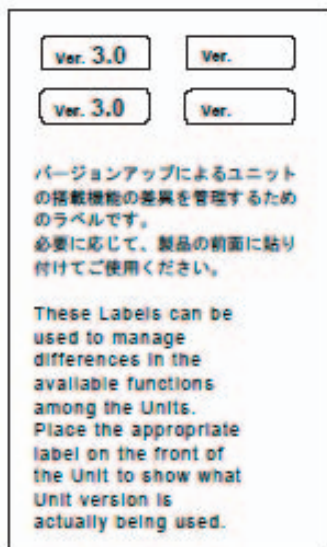 Ver. 3.0
Ver.
Ver. 3.0
Ver.
バージョンアップによるユニット
の搭載機能の差異を管理するため
のラベルです。
必要に応じて、製品の前面に貼り
付けてご使用ください。
These Labels can be
used to manage
differences in the
available functions
among the Units.
Place the appropriate
label on the front of
the Unit to show what
Unit version is
actually being used.